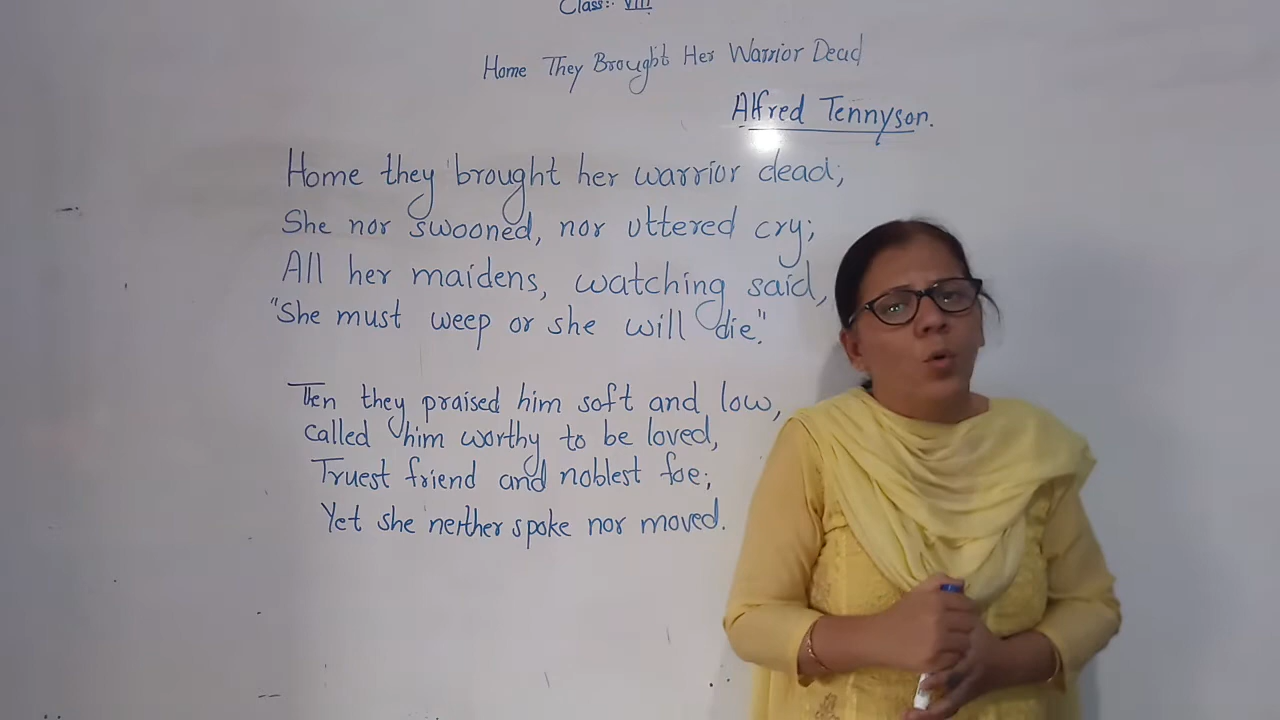 Class:- VIII
Home They Brought Her Warrior Dead
Alfred Tennyson.
Home they brought her warrior dead;
She nor swooned, nor uttered cry;
All her maidens, watching said,
"She must weep or she will die."
Then they praised him soft and low,
called him worthy to be loved,
Truest friend and noblest foe;
Yet she neither spoke nor moved.